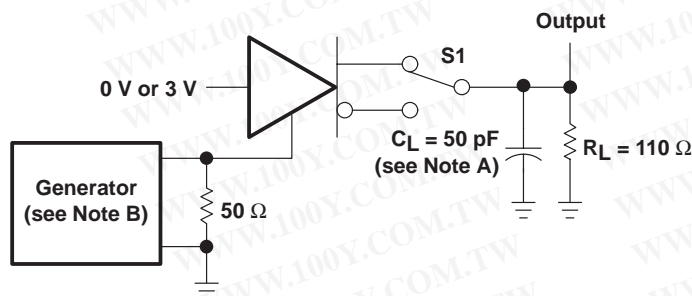 Output
S1
0 V or 3 V
CL = 50 pF
(see Note A)
RL = 110 Ω
Generator
(see Note B)
50 Ω
WWW.100Y.COM.TW